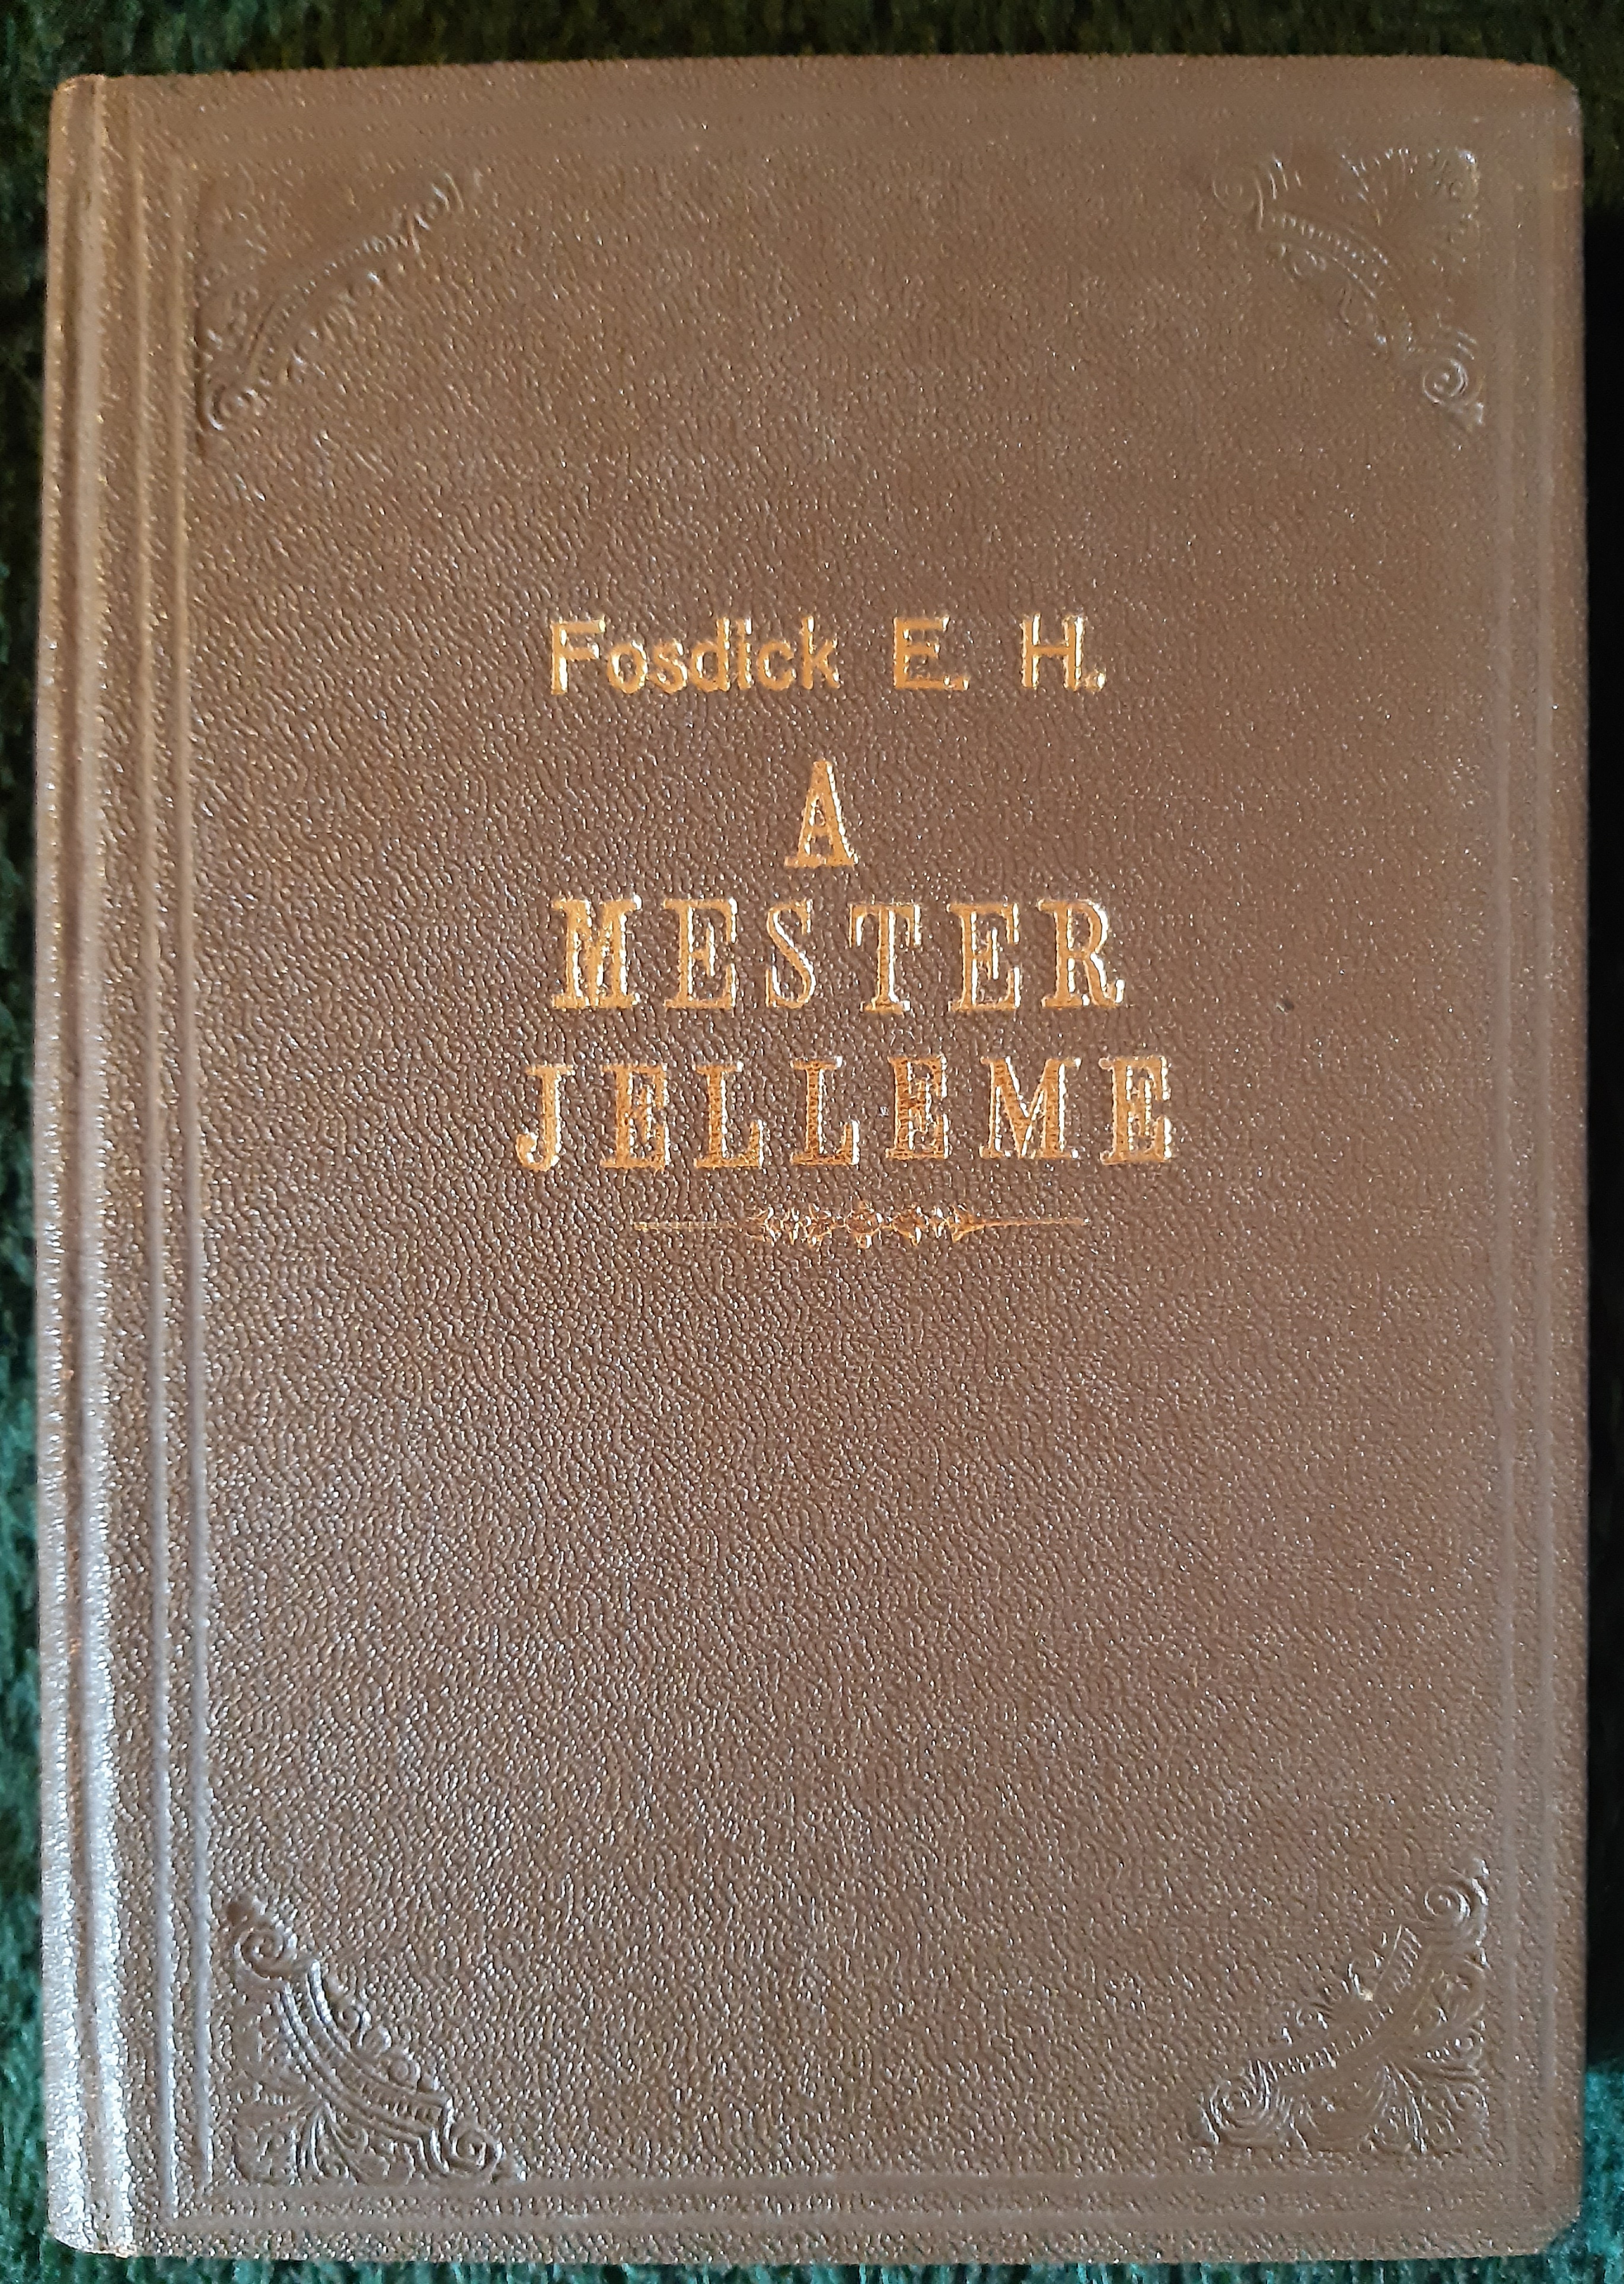 Fosdick E. H.
A
MESTER
JELLEME